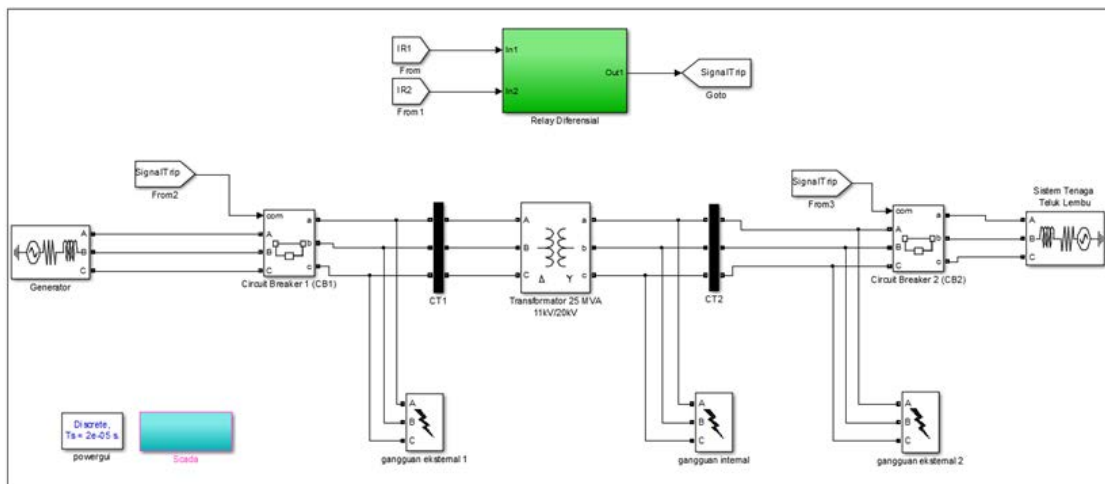 IR1
From
IR2
From1
In1
In2
Out1
Relay Diferensial
SignalTrip
Goto
SignalTrip
From2
SignalTrip
From3
Sistem Tenaga
Teluk Lembu
A
B
C
Generator
com
A
B
C
a
b
c
Circuit Breaker 1 (CB1)
CT1
A
B
C
a
b
c
Δ
Y
Transformator 25 MVA
11kV/20kV
CT2
com
A
B
C
a
b
c
Circuit Breaker 2 (CB2)
A
B
C
A
B
C
gangguan eksternal 1
A
B
C
gangguan internal
A
B
C
gangguan eksternal 2
Discrete,
Ts = 2e-05 s.
powergui
Scada